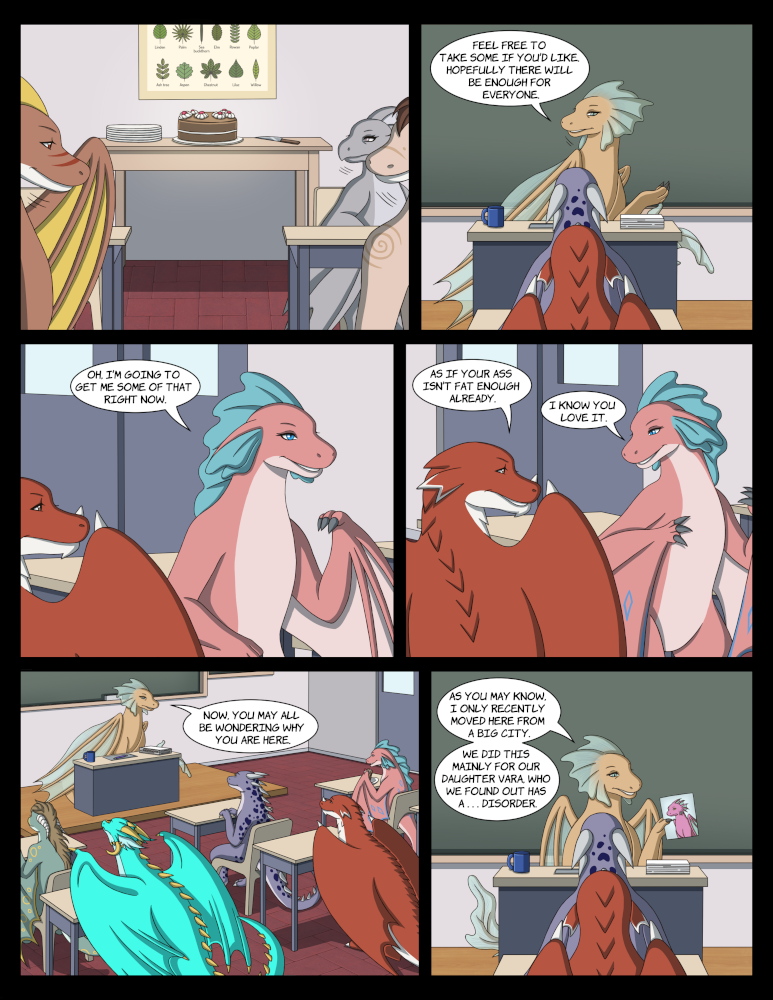 Linden Palm Sea buckthorn Elm Rowan Poplar
Ash tree Aspen Chestnut Lilac Willow
FEEL FREE TO
TAKE SOME IF YOU'D LIKE.
HOPEFULLY THERE WILL
BE ENOUGH FOR
EVERYONE.
OH, I'M GOING TO
GET ME SOME OF THAT
RIGHT NOW.
AS IF YOUR ASS
ISN'T FAT ENOUGH
ALREADY.
I KNOW YOU
LOVE IT.
NOW, YOU MAY ALL
BE WONDERING WHY
YOU ARE HERE.
AS YOU MAY KNOW,
I ONLY RECENTLY
MOVED HERE FROM
A BIG CITY.
WE DID THIS
MAINLY FOR OUR
DAUGHTER VARA, WHO
WE FOUND OUT HAS
A . . . DISORDER.